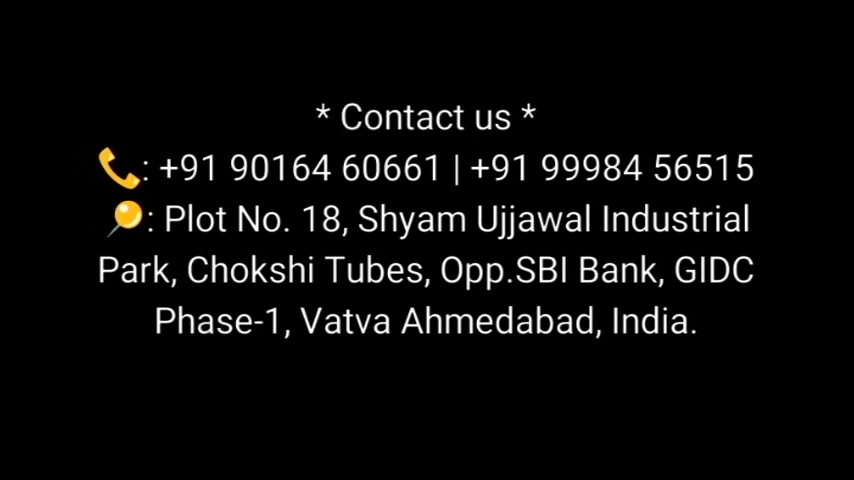 * Contact us *
📞: +91 90164 60661 | +91 99984 56515
📍: Plot No. 18, Shyam Ujjawal Industrial
Park, Chokshi Tubes, Opp.SBI Bank, GIDC
Phase-1, Vatva Ahmedabad, India.